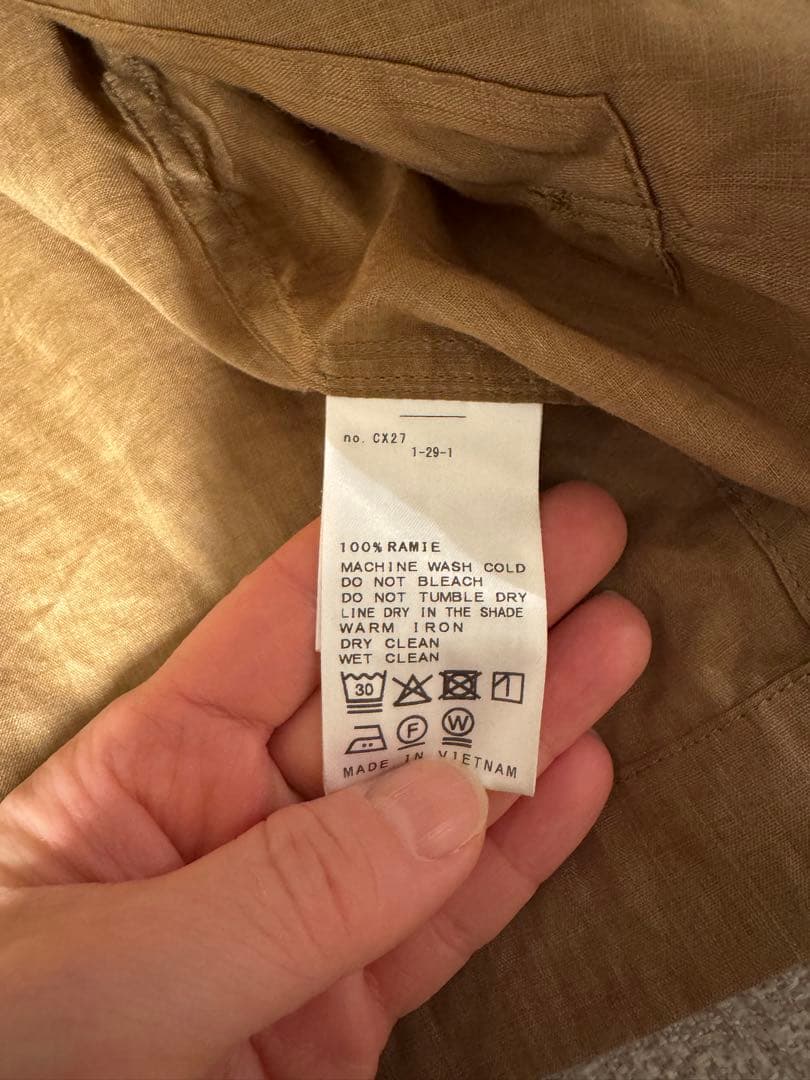 no. CX27
1-29-1
100% RAMIE
MACHINE WASH COLD
DO NOT BLEACH
DO NOT TUMBLE DRY
LINE DRY IN THE SHADE
WARM IRON
DRY CLEAN
WET CLEAN
30
F W
MADE IN VIETNAM